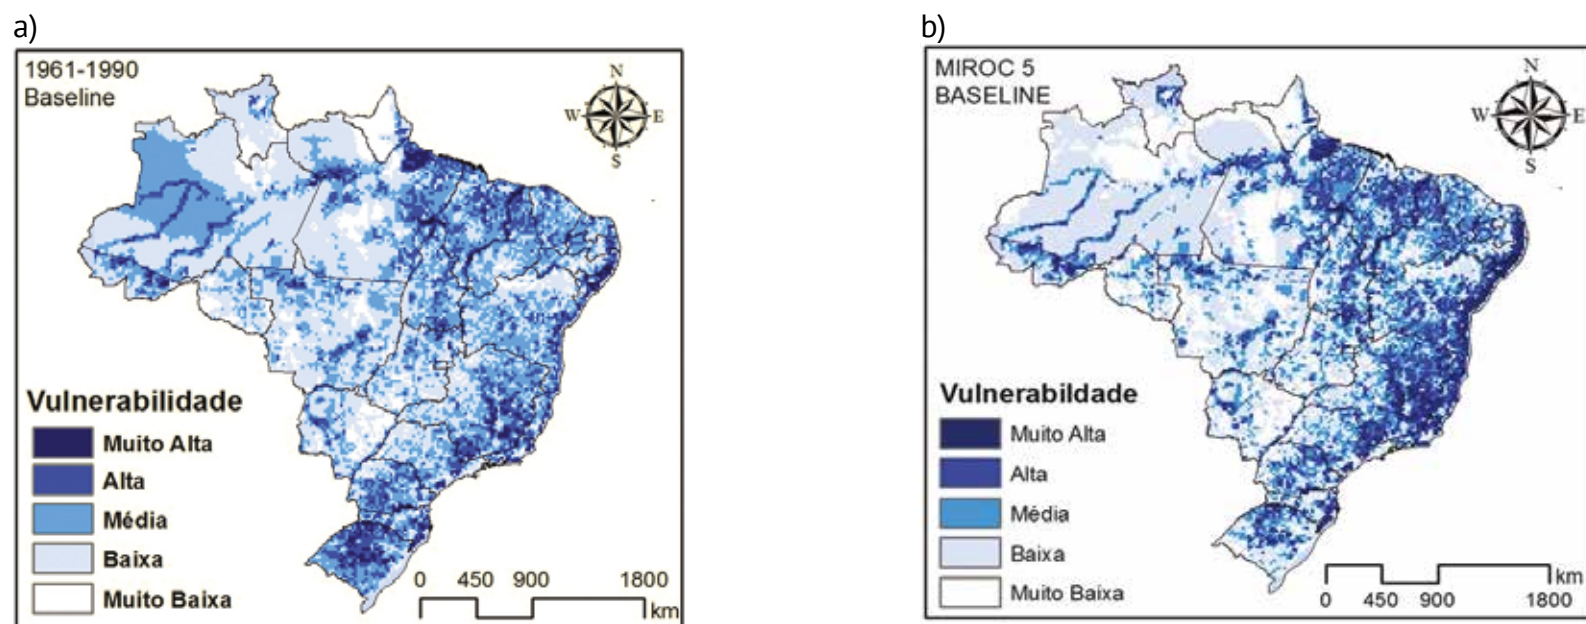 a)
1961-1990
Baseline
N
W E
S
Vulnerabilidade
Muito Alta
Alta
Média
Baixa
Muito Baixa
0 450 900 1800
km
b)
MIROC 5
BASELINE
N
W E
S
Vulnerabildade
Muito Alta
Alta
Média
Baixa
Muito Baixa
km
0 450 900 1800